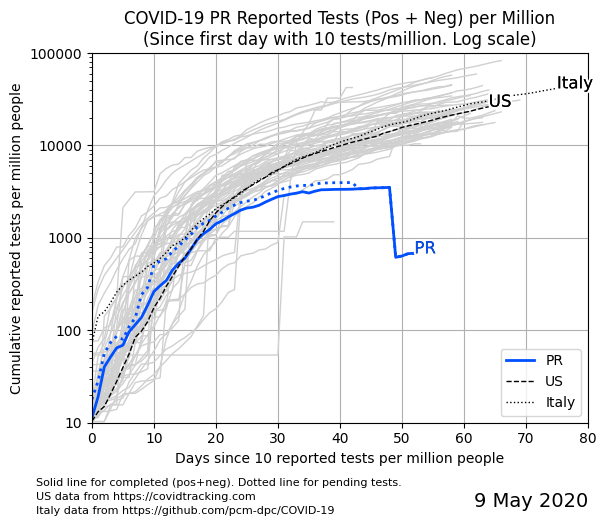 COVID-19 PR Reported Tests (Pos + Neg) per Million
(Since first day with 10 tests/million. Log scale)
Cumulative reported tests per million people
100000
10000
1000
100
10
Italy
US
PR
PR
US
Italy
0 10 20 30 40 50 60 70 80
Days since 10 reported tests per million people
Solid line for completed (pos+neg). Dotted line for pending tests.
US data from https://covidtracking.com
Italy data from https://github.com/pcm-dpc/COVID-19
9 May 2020